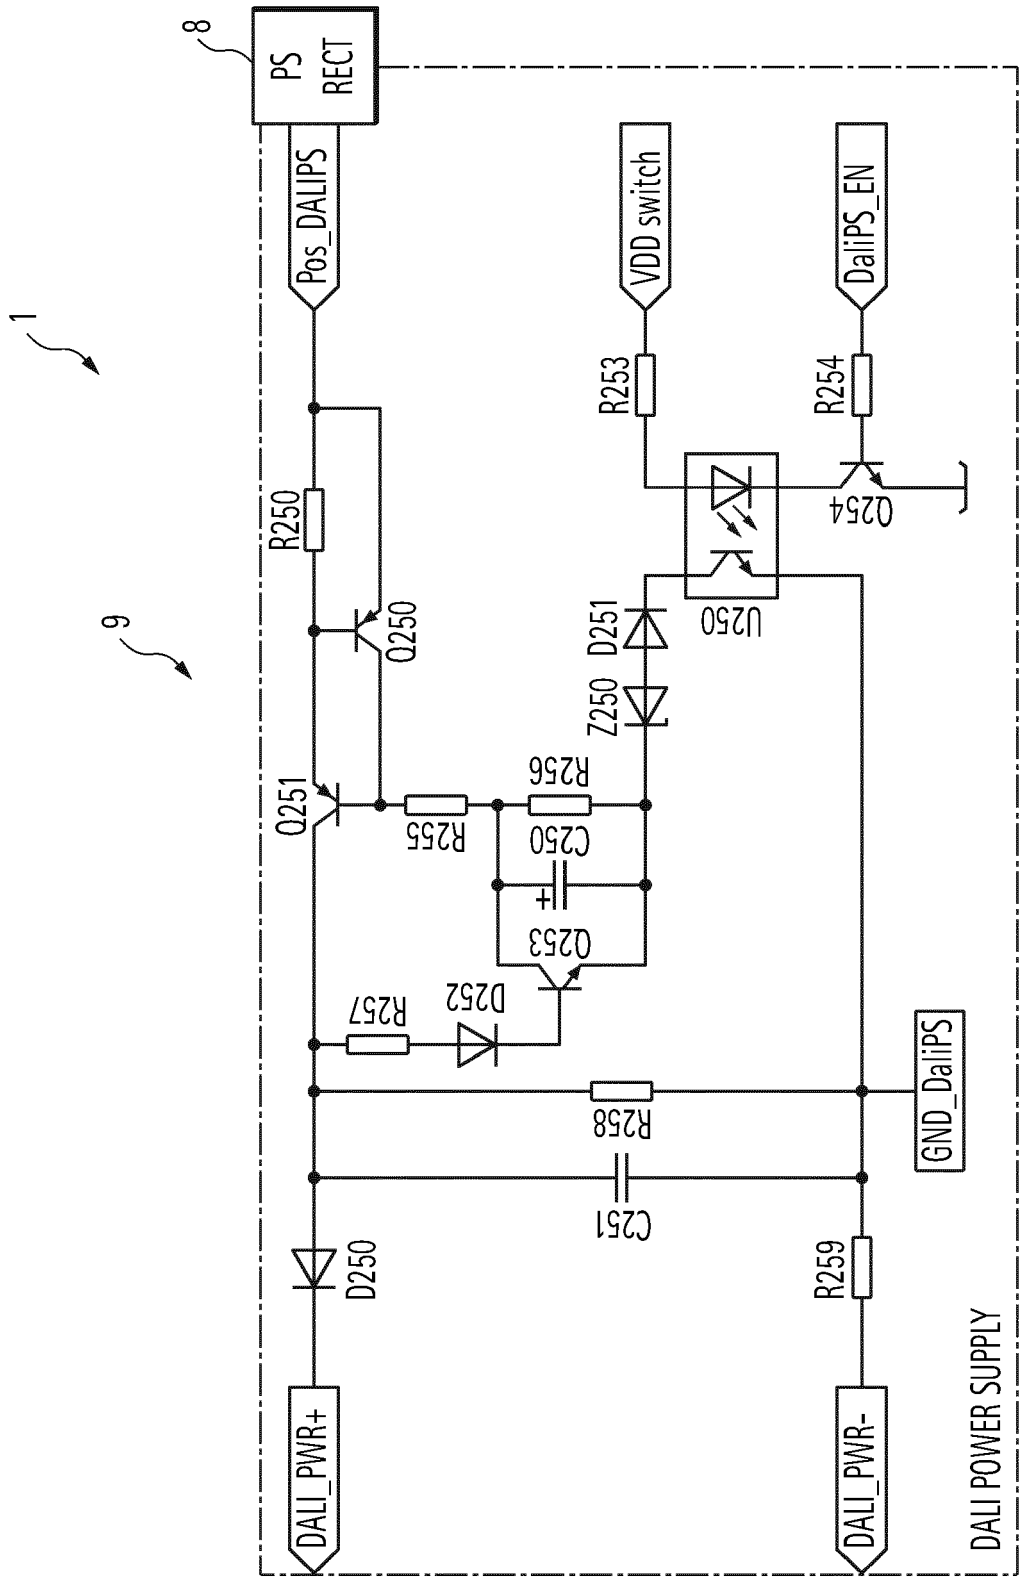 1
9
8
PS
RECT
Pos_DALIPS
VDD switch
DaliPS_EN
R250
R253
R254
Q250
Q251
U250
Q254
D251
Z250
R255
R256
C250
Q253
R257
D252
R258
C251
GND_DaliPS
D250
R259
DALI_PWR+
DALI_PWR-
DALI POWER SUPPLY